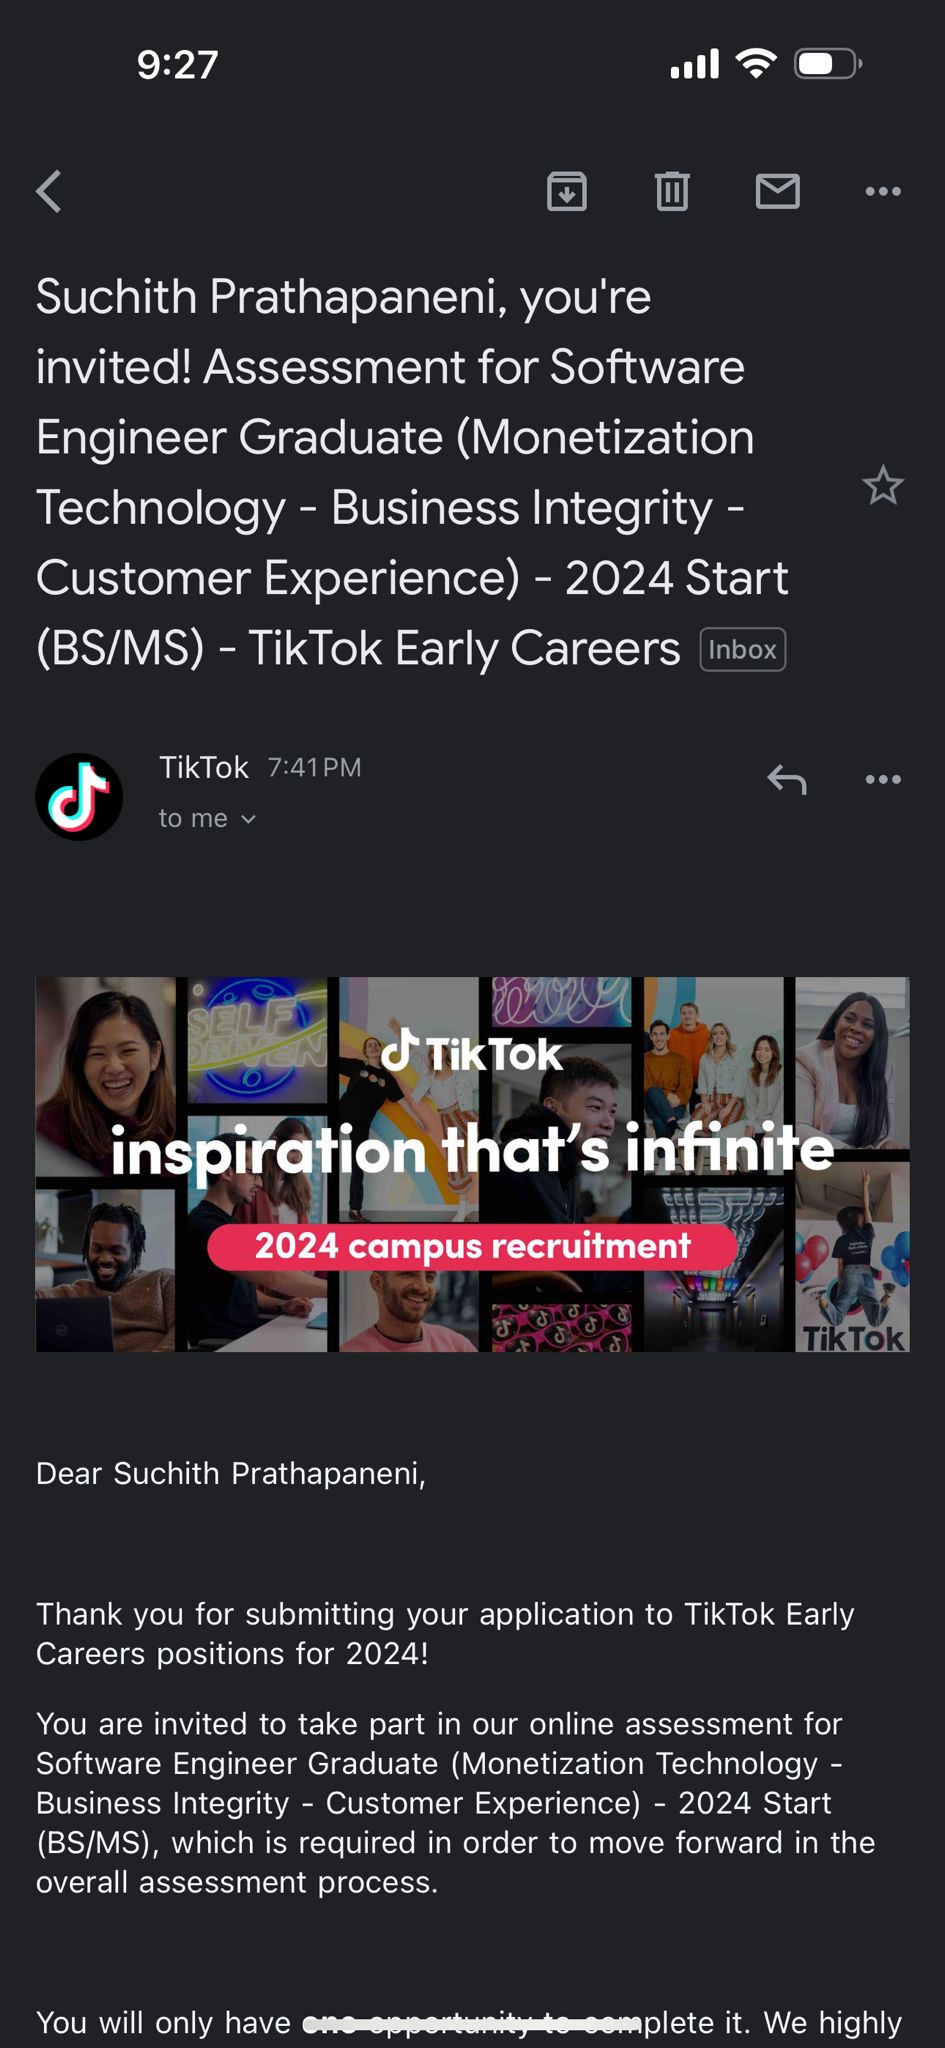 9:27
Suchith Prathapaneni, you're
invited! Assessment for Software
Engineer Graduate (Monetization
Technology - Business Integrity -
Customer Experience) - 2024 Start
(BS/MS) - TikTok Early Careers Inbox
TikTok 7:41 PM
to me
SELF
DRIVEN
TikTok
inspiration that's infinite
2024 campus recruitment
TikTok
Dear Suchith Prathapaneni,
Thank you for submitting your application to TikTok Early
Careers positions for 2024!
You are invited to take part in our online assessment for
Software Engineer Graduate (Monetization Technology -
Business Integrity - Customer Experience) - 2024 Start
(BS/MS), which is required in order to move forward in the
overall assessment process.
You will only have one opportunity to complete it. We highly